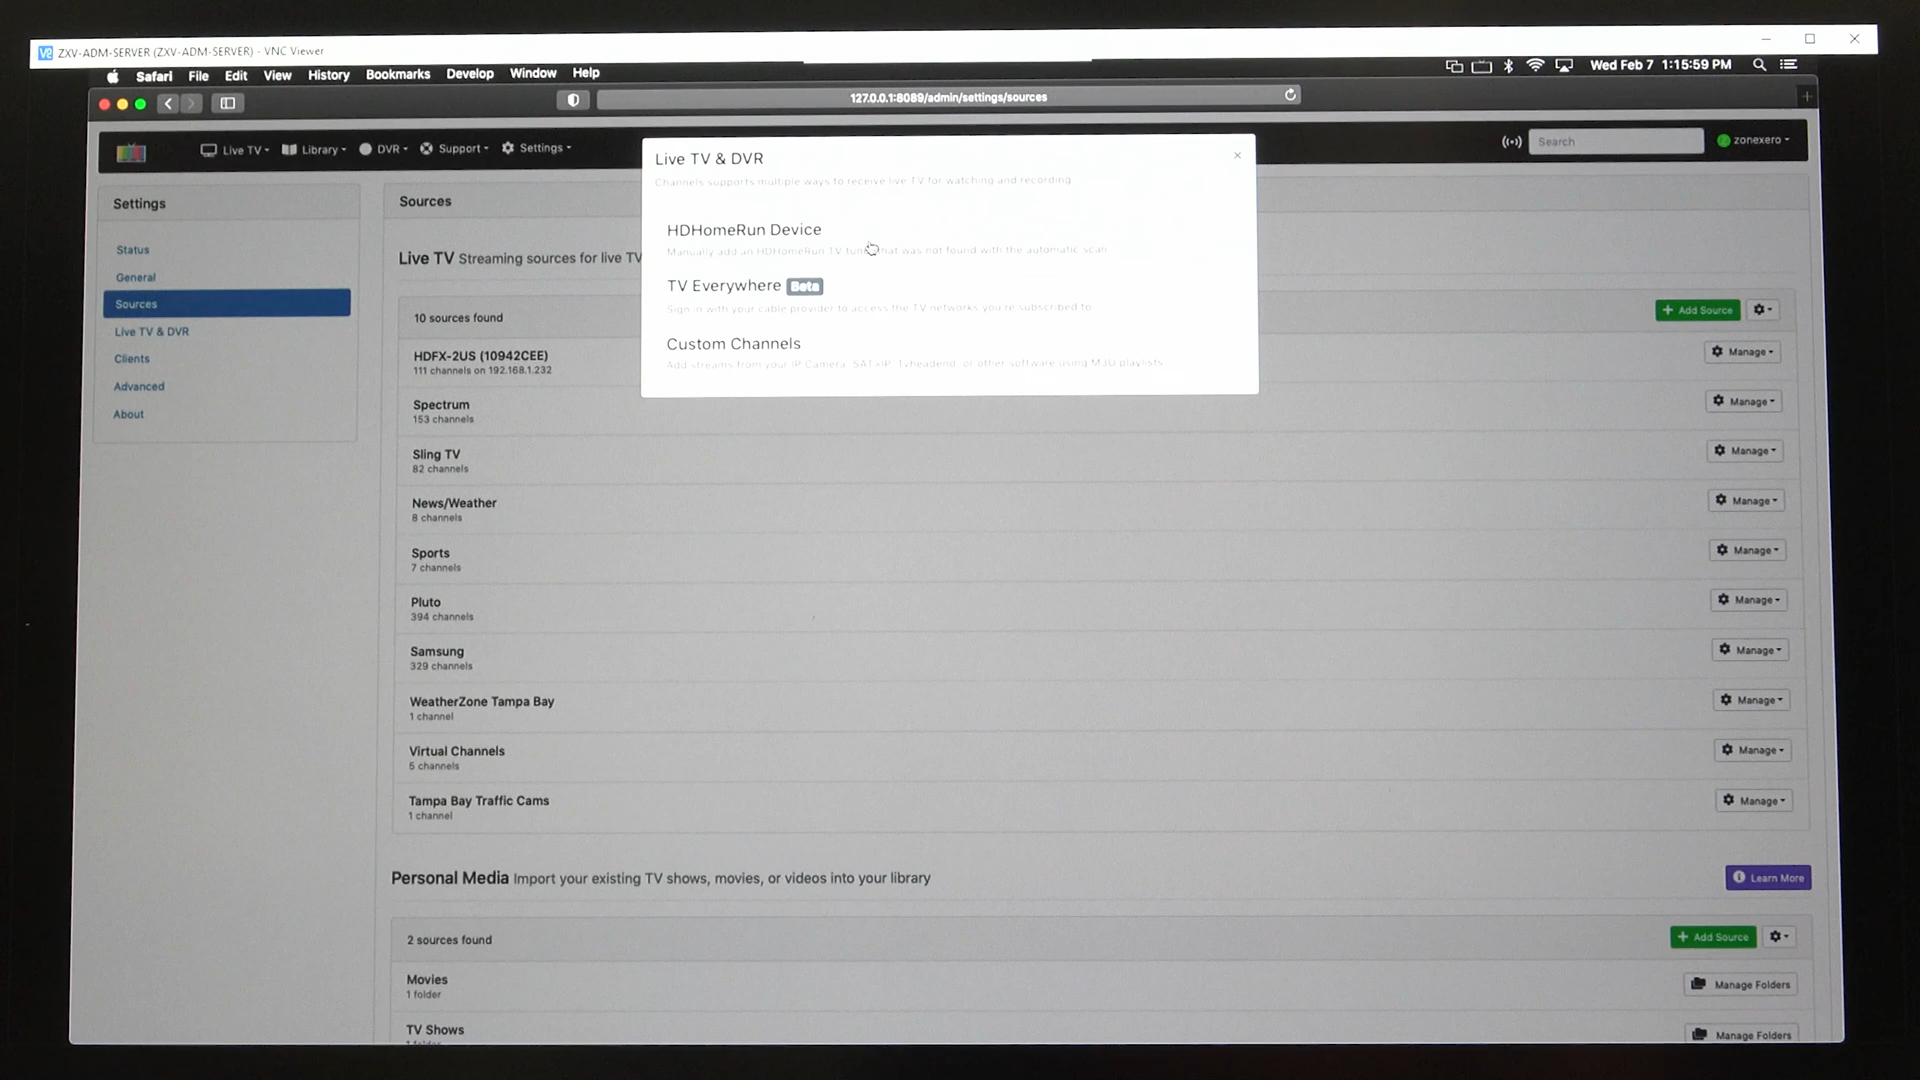 ZXV-ADM-SERVER (ZXV-ADM-SERVER) - VNC Viewer
Safari File Edit View History Bookmarks Develop Window Help
Wed Feb 7 1:15:59 PM
127.0.0.1:8089/admin/settings/sources
Live TV Library DVR Support Settings
Search
zonexero
Live TV & DVR
×
Channels supports multiple ways to receive live TV for watching and recording
HDHomeRun Device
Manually add an HDHomeRun TV that was not found with the automatic scan
TV Everywhere Beta
Sign in with your cable provider to access the TV networks you're subscribed to
Custom Channels
Add streams from your IP Camera, SAT>IP, Tvheadend, or other software using M3U playlists
Settings
Status
General
Sources
Live TV & DVR
Clients
Advanced
About
Sources
Live TV Streaming sources for live TV
10 sources found
+ Add Source
HDFX-2US (10942CEE)
111 channels on 192.168.1.232
Manage
Spectrum
153 channels
Manage
Sling TV
82 channels
Manage
News/Weather
8 channels
Manage
Sports
7 channels
Manage
Pluto
394 channels
Manage
Samsung
329 channels
Manage
WeatherZone Tampa Bay
1 channel
Manage
Virtual Channels
5 channels
Manage
Tampa Bay Traffic Cams
1 channel
Manage
Personal Media Import your existing TV shows, movies, or videos into your library
Learn More
2 sources found
+ Add Source
Movies
1 folder
Manage Folders
TV Shows
Manage Folders